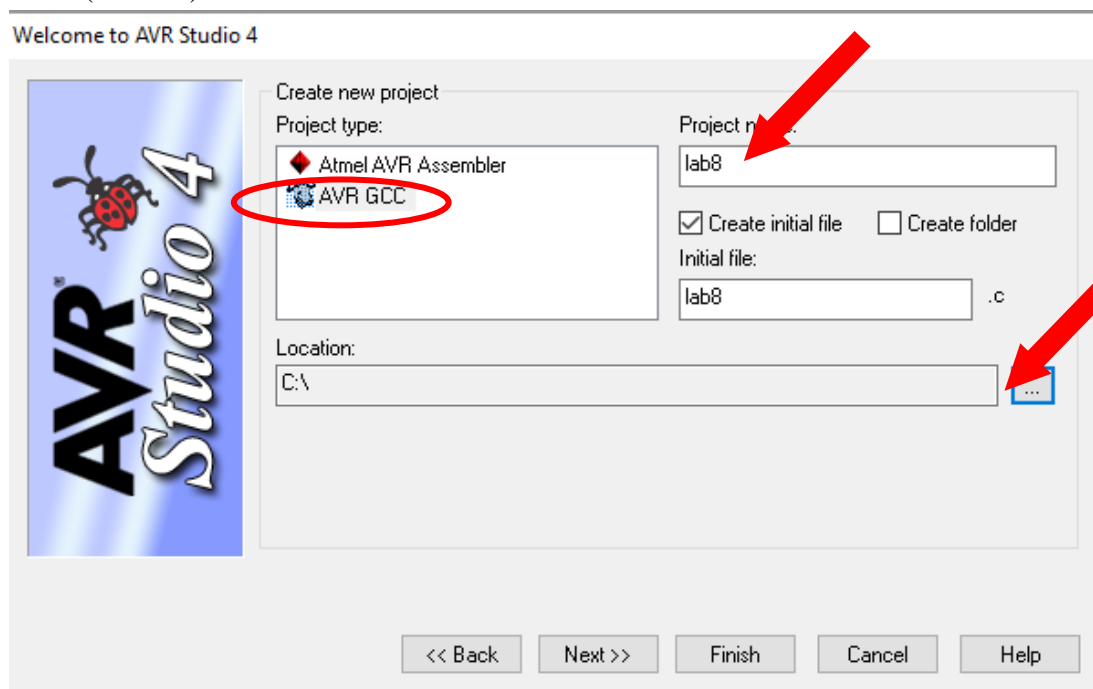 Welcome to AVR Studio 4
AVR® Studio 4
Create new project
Project type:
Atmel AVR Assembler
AVR GCC
Project
lab8
Create initial file
Create folder
Initial file:
lab8
.c
Location:
C:\
...
<< Back
Next >>
Finish
Cancel
Help